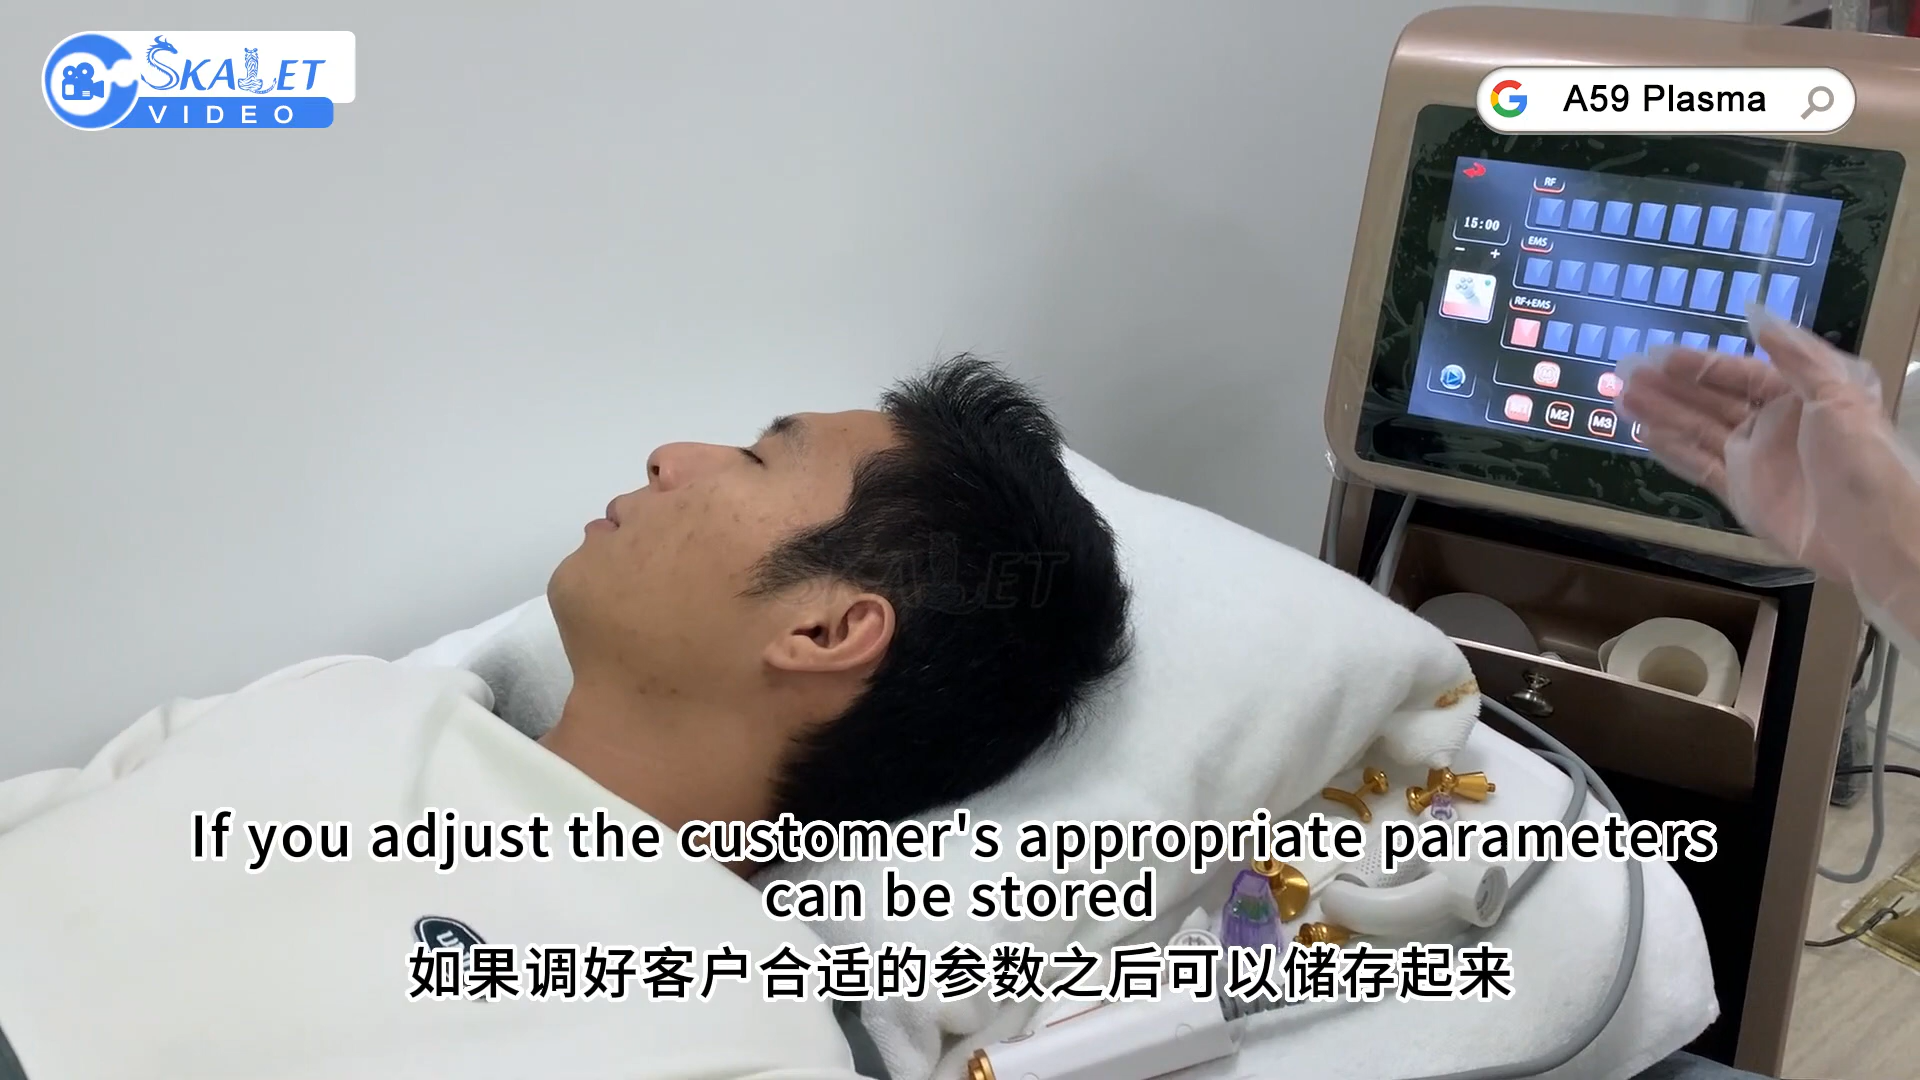 SKALET
VIDEO
A59 Plasma
RF
15:00
EMS
- +
RF+EMS
M2 M3
SKALET
If you adjust the customer's appropriate parameters
can be stored
如果调好客户合适的参数之后可以储存起来